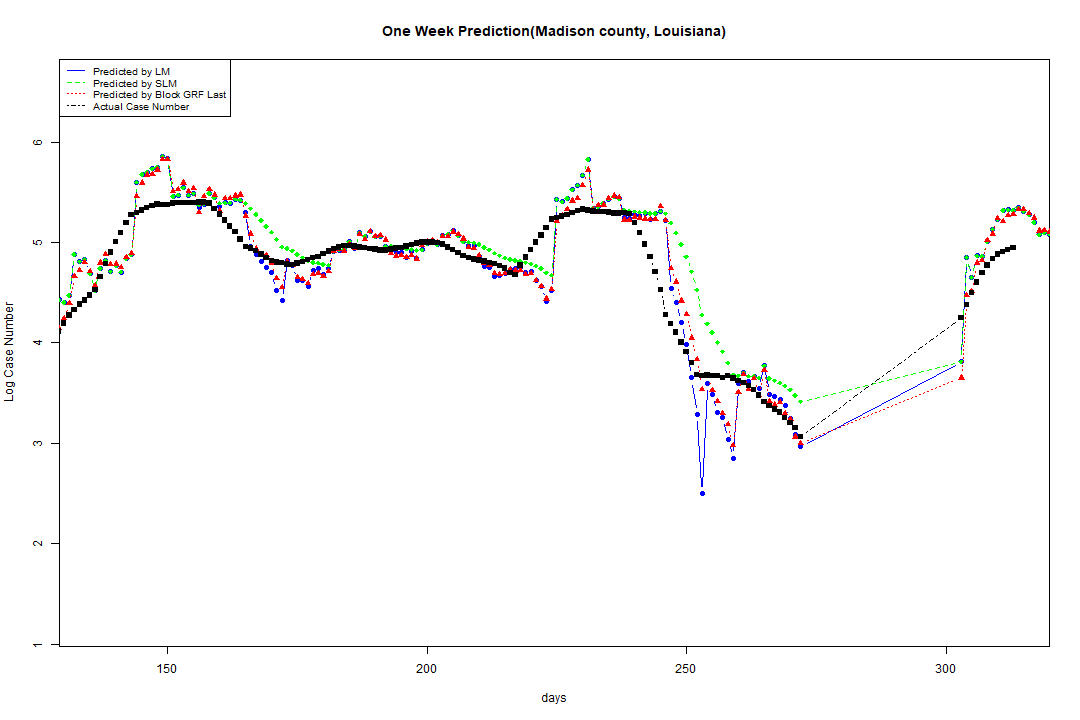 One Week Prediction(Madison county, Louisiana)
Predicted by LM
Predicted by SLM
Predicted by Block GRF Last
Actual Case Number
6
5
4
3
2
1
Log Case Number
150
200
250
300
days